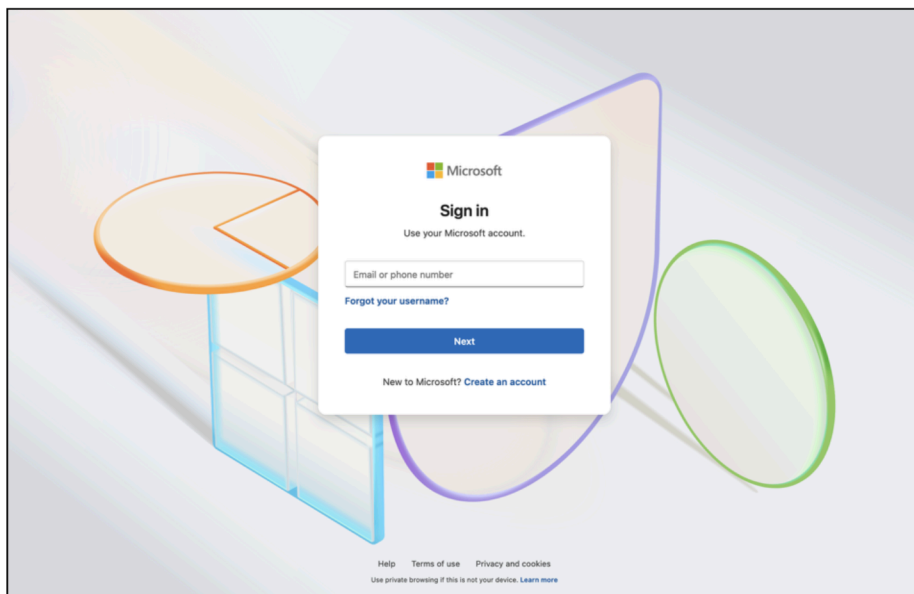 Microsoft
Sign in
Use your Microsoft account.
Email or phone number
Forgot your username?
Next
New to Microsoft? Create an account
Help Terms of use Privacy and cookies
Use private browsing if this is not your device. Learn more